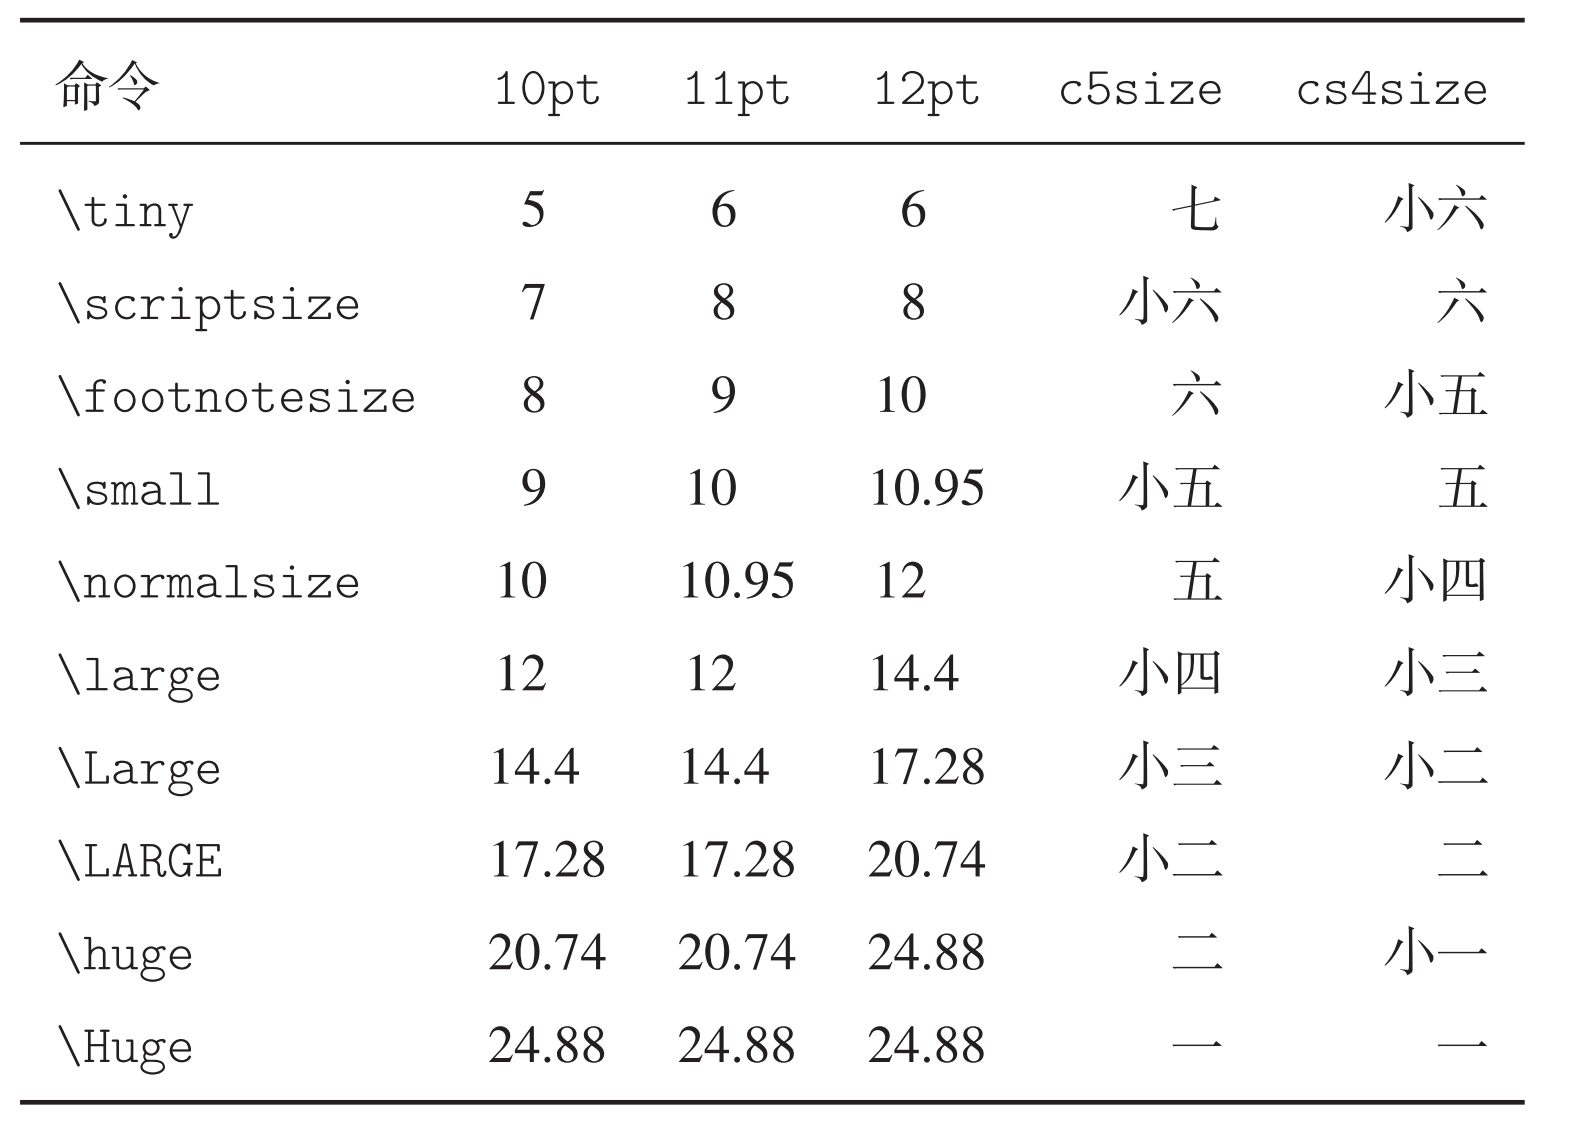 命令 10pt 11pt 12pt c5size cs4size
\tiny 5 6 6 七 小六
\scriptsize 7 8 8 小六 六
\footnotesize 8 9 10 六 小五
\small 9 10 10.95 小五 五
\normalsize 10 10.95 12 五 小四
\large 12 12 14.4 小四 小三
\Large 14.4 14.4 17.28 小三 小二
\LARGE 17.28 17.28 20.74 小二 二
\huge 20.74 20.74 24.88 二 小一
\Huge 24.88 24.88 24.88 一 一